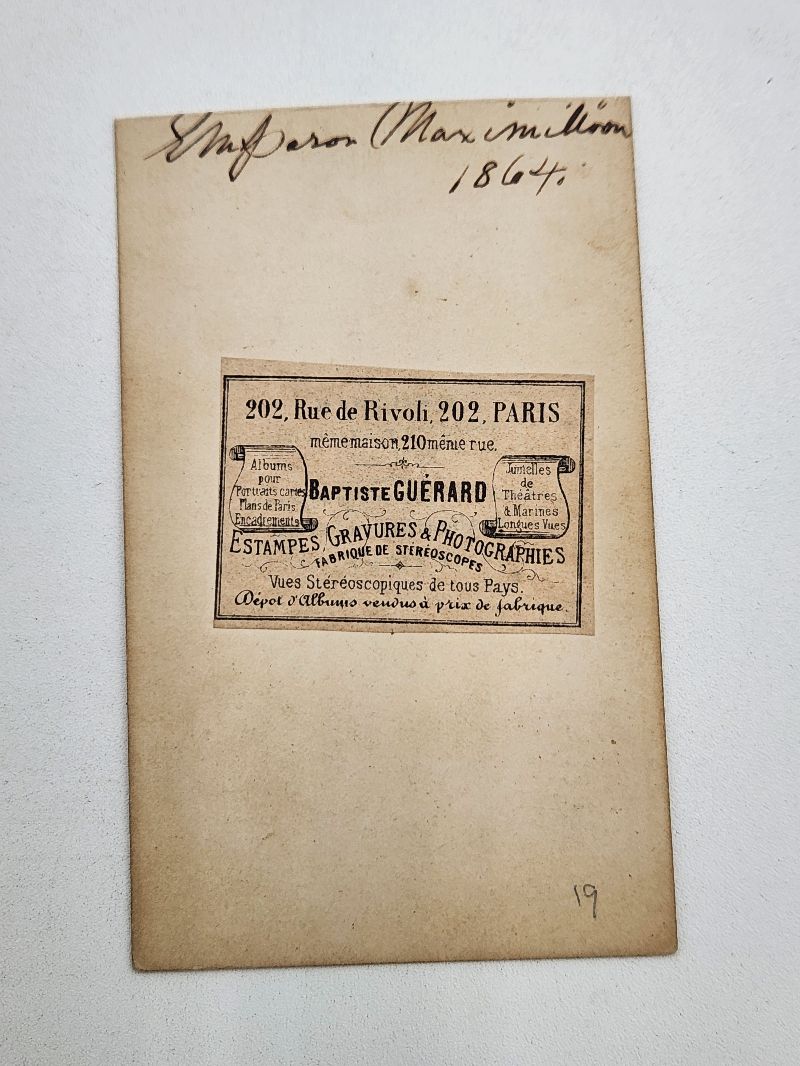 Emperor Maximillian
1864.
202, Rue de Rivoli, 202, PARIS
même maison, 210 même rue.
Albums
pour
Portraits cartes
Plans de Paris
Encadrements
BAPTISTE GUÉRARD
Jumelles
de
Théâtres
& Marines
Longues Vues
ESTAMPES, GRAVURES & PHOTOGRAPHIES
FABRIQUE DE STÉRÉOSCOPES
Vues Stéréoscopiques de tous Pays.
Dépot d'Albums vendus à prix de fabrique.
19